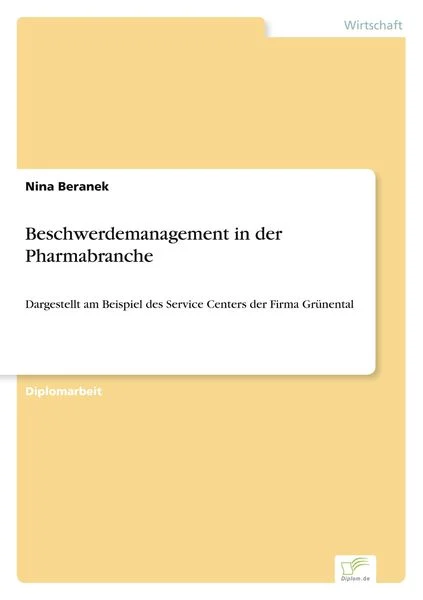 Wirtschaft
Nina Beranek
Beschwerdemanagement in der
Pharmabranche
Dargestellt am Beispiel des Service Centers der Firma Grünental
Diplomarbeit
Diplom.de